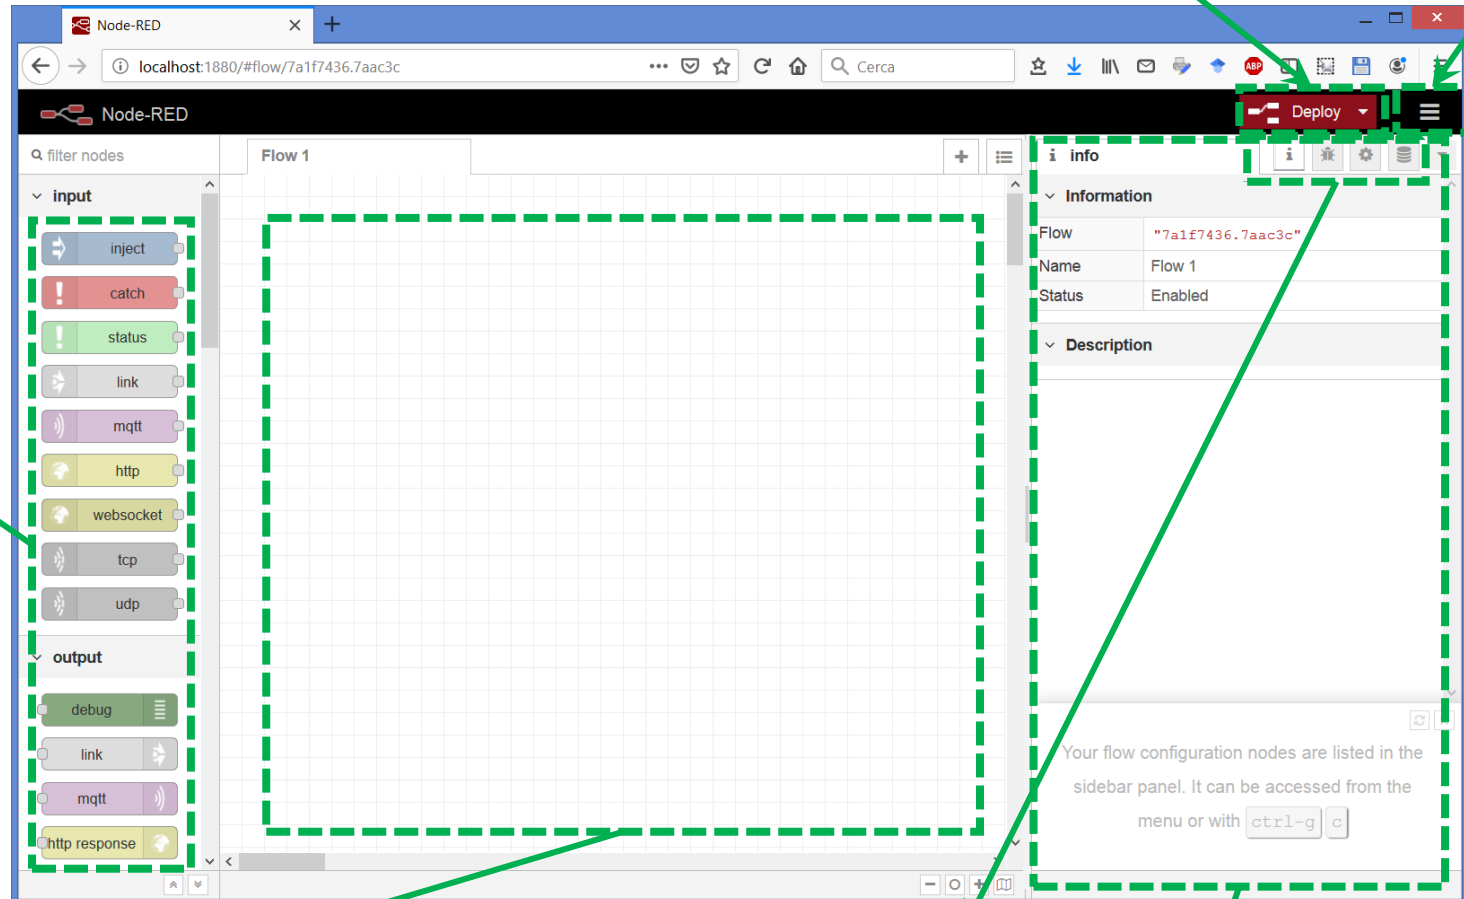 Node-RED
localhost:1880/#flow/7a1f7436.7aac3c
Cerca
ABP
Node-RED
Deploy
filter nodes
Flow 1
i info
i
input
Information
Flow "7a1f7436.7aac3c"
Name Flow 1
Status Enabled
Description
inject
catch
status
link
mqtt
http
websocket
tcp
udp
output
debug
link
mqtt
http response
Your flow configuration nodes are listed in the
sidebar panel. It can be accessed from the
menu or with ctrl-g c